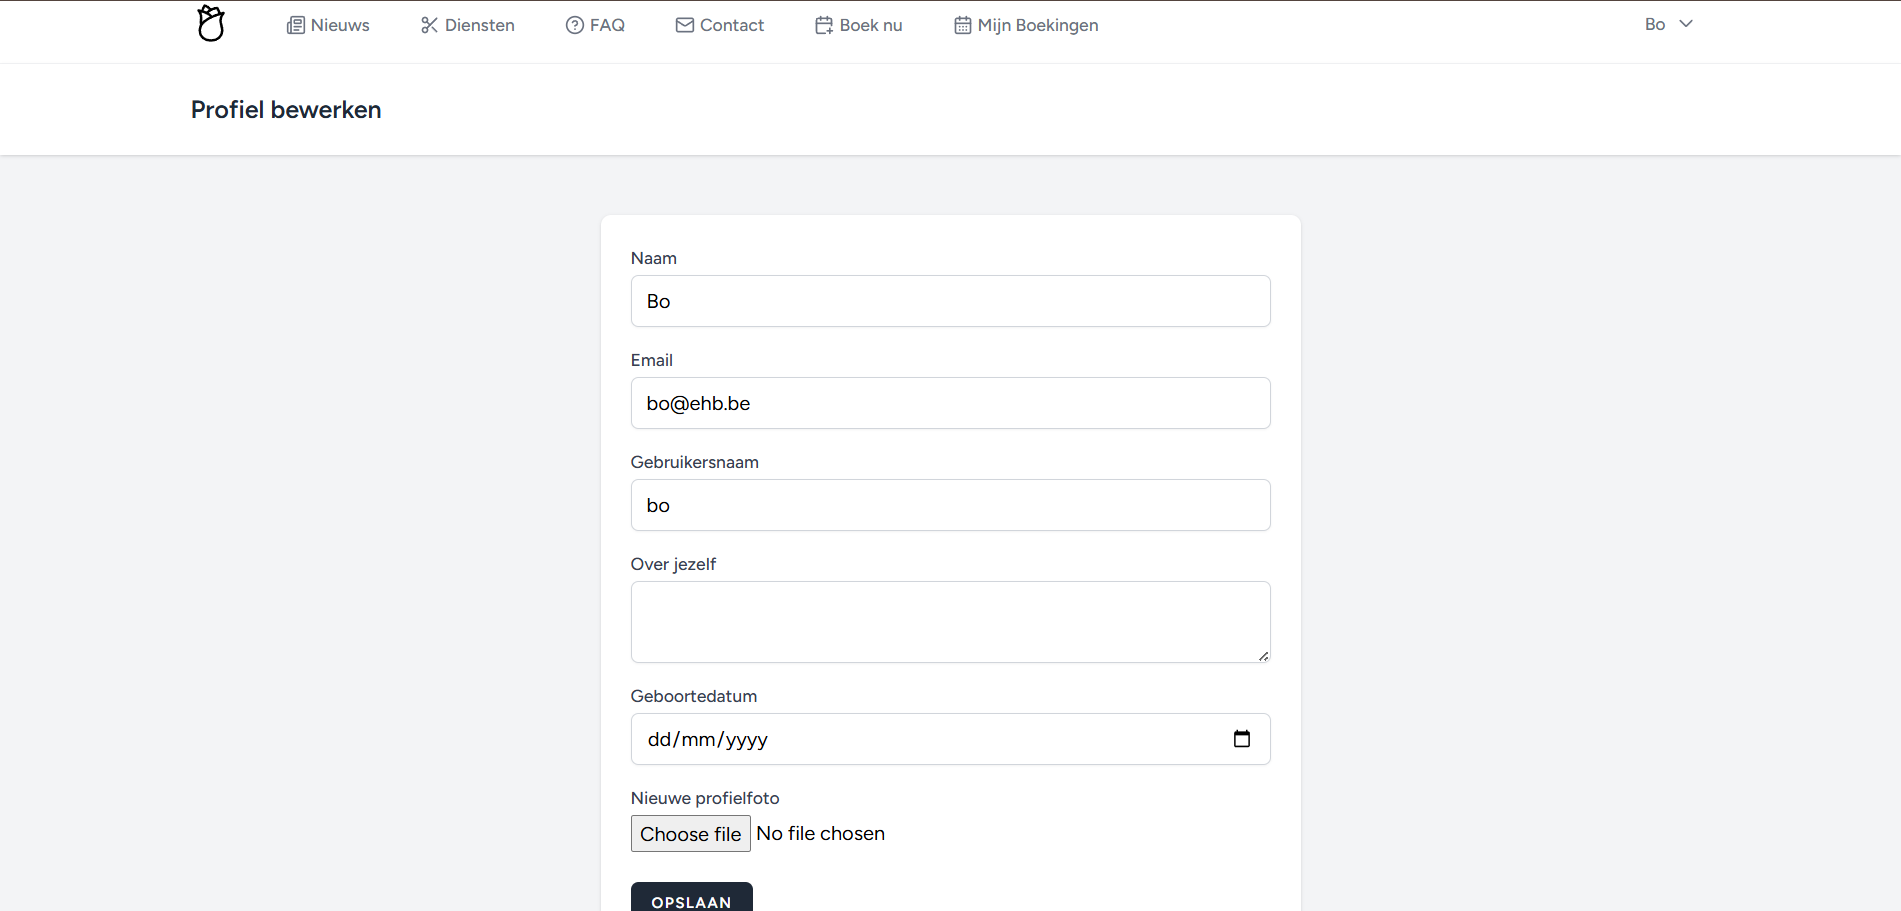 Nieuws Diensten FAQ Contact Boek nu Mijn Boekingen Bo
Profiel bewerken
Naam
Bo
Email
bo@ehb.be
Gebruikersnaam
bo
Over jezelf
Geboortedatum
dd/mm/yyyy
Nieuwe profielfoto
Choose file No file chosen
OPSLAAN